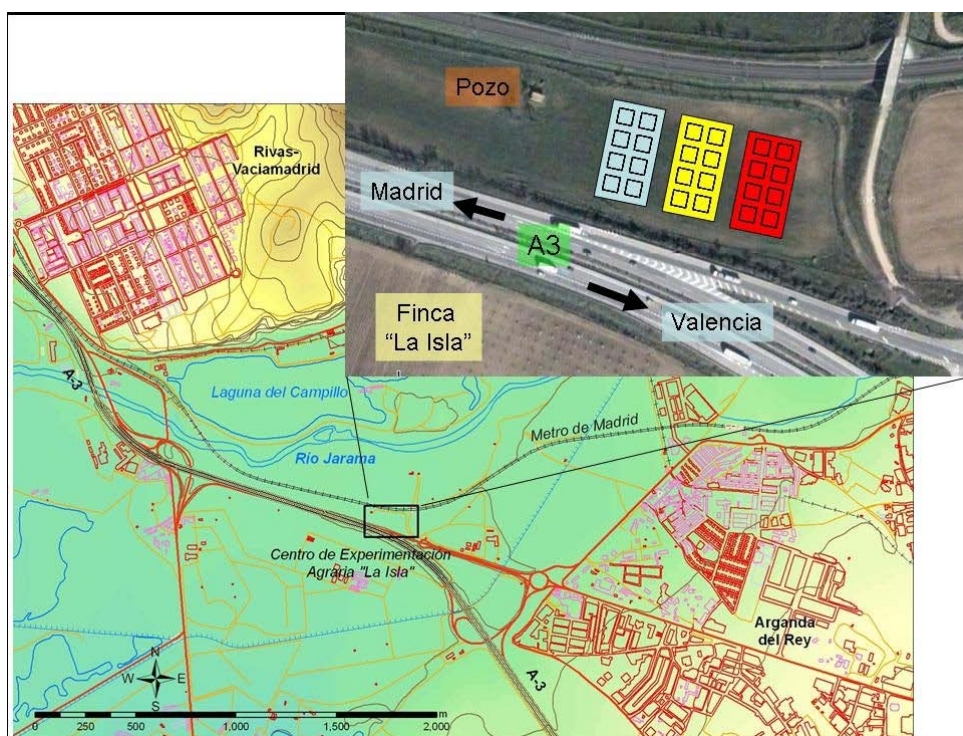 Pozo
Madrid
A3
Finca
“La Isla”
Valencia
Rivas-
Vaciamadrid
A-3
Laguna del Campillo
Río Jarama
Metro de Madrid
Centro de Experimentación
Agraria "La Isla"
Arganda
del Rey
A-3
N
W E
S
0 250 500 1.000 1,500 2,000 m